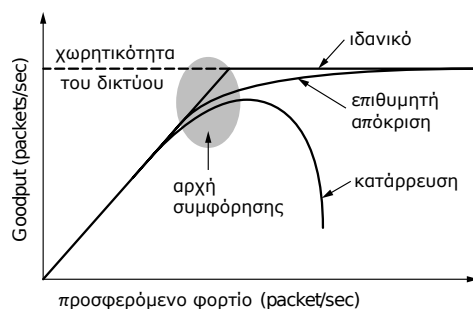 χωρητικότητα
του δικτύου
ιδανικό
επιθυμητή
απόκριση
αρχή
συμφόρησης
κατάρρευση
Goodput (packets/sec)
προσφερόμενο φορτίο (packet/sec)